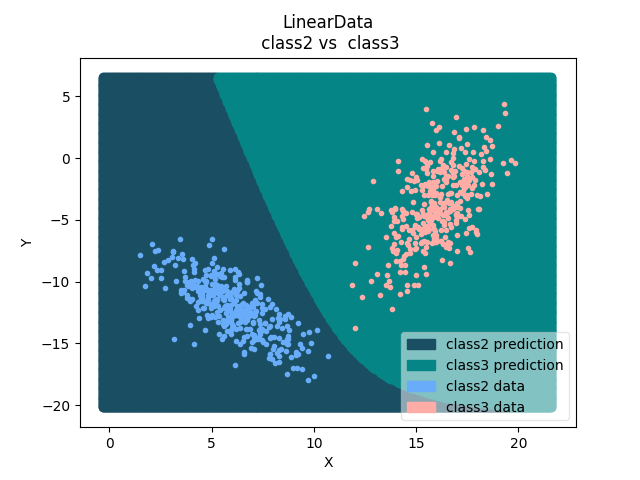 LinearData
class2 vs  class3
Y
5
0
−5
−10
−15
−20
0
5
10
15
20
X
class2 prediction
class3 prediction
class2 data
class3 data